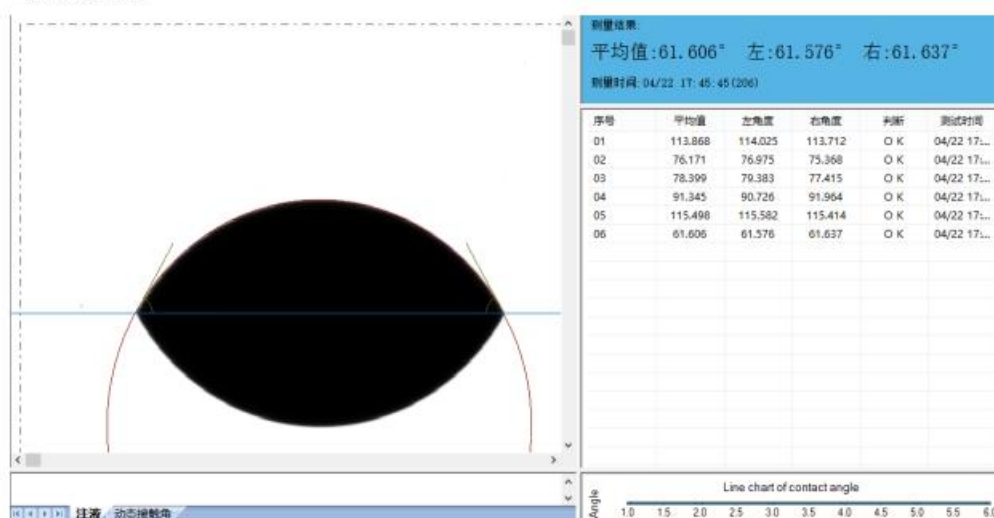 测量结果:
平均值:61.606° 左:61.576° 右:61.637°
测量时间:04/22 17:45:45(206)
序号 平均值 左角度 右角度 判断 测试时间
01 113.868 114.025 113.712 O K 04/22 17:...
02 76.171 76.975 75.368 O K 04/22 17:...
03 78.399 79.383 77.415 O K 04/22 17:...
04 91.345 90.726 91.964 O K 04/22 17:...
05 115.498 115.582 115.414 O K 04/22 17:...
06 61.606 61.576 61.637 O K 04/22 17:...
注液 动态接触角
Line chart of contact angle
Angle
1.0 1.5 2.0 2.5 3.0 3.5 4.0 4.5 5.0 5.5 6.0